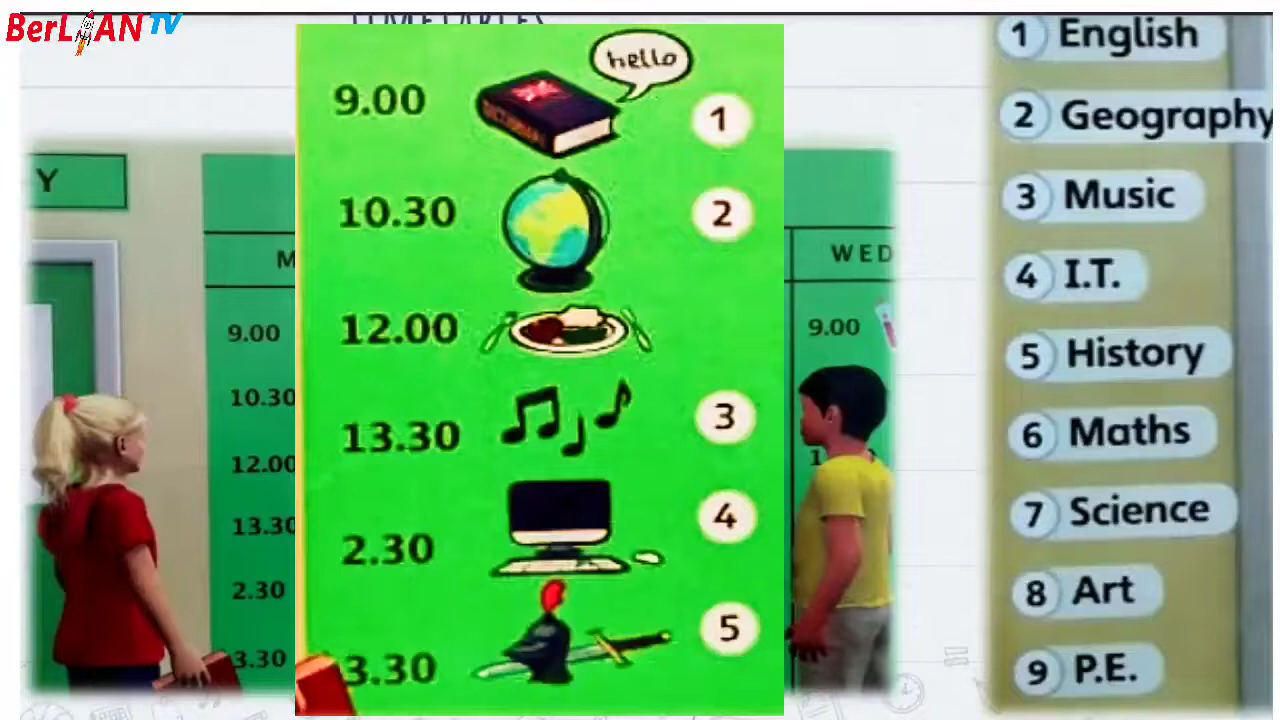 BerLIAN TV
TIMETABLES
Y
M
9.00
10.30
12.00
13.30
2.30
3.30
9.00
hello
DICTIONARY
1
10.30
2
12.00
13.30
3
2.30
4
3.30
5
WED
9.00
1 English
2 Geography
3 Music
4 I.T.
5 History
6 Maths
7 Science
8 Art
9 P.E.